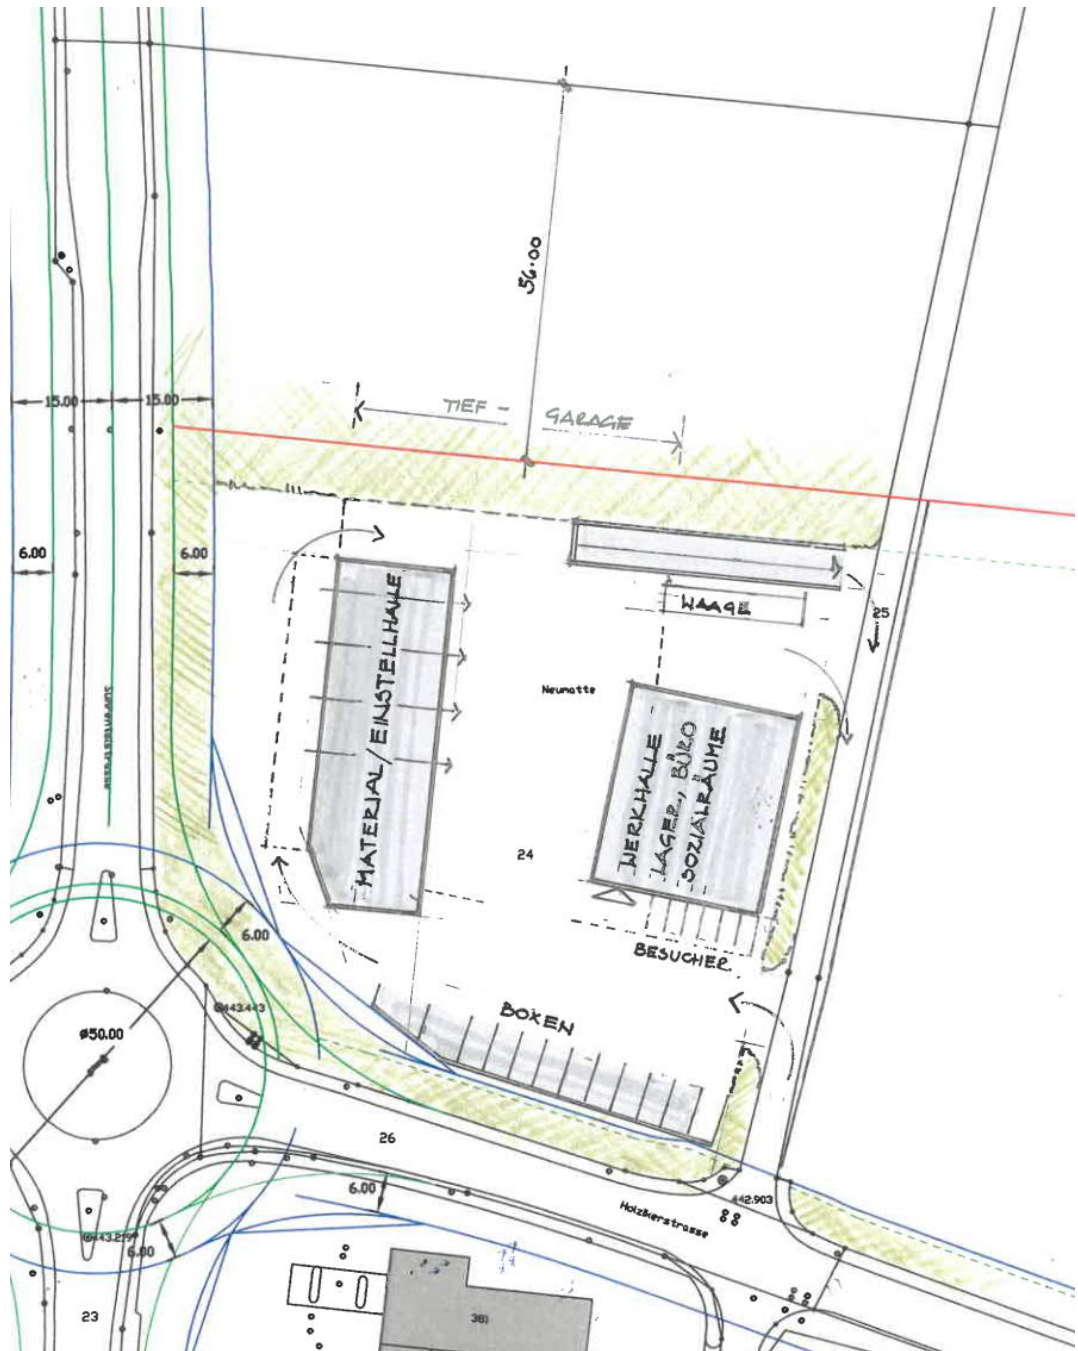 56.00
15.00
15.00
TIEF - GARAGE
6.00
6.00
MATERIAL/EINSTELLHALLE
WAAGE
25
Neumatte
WERKHALLE
LAGER, BÜRO
SOZIALRÄUME
24
6.00
BESUCHER
BOXEN
443.443
ø50.00
26
6.00
442.903
Holzikerstrasse
6.00
23
381